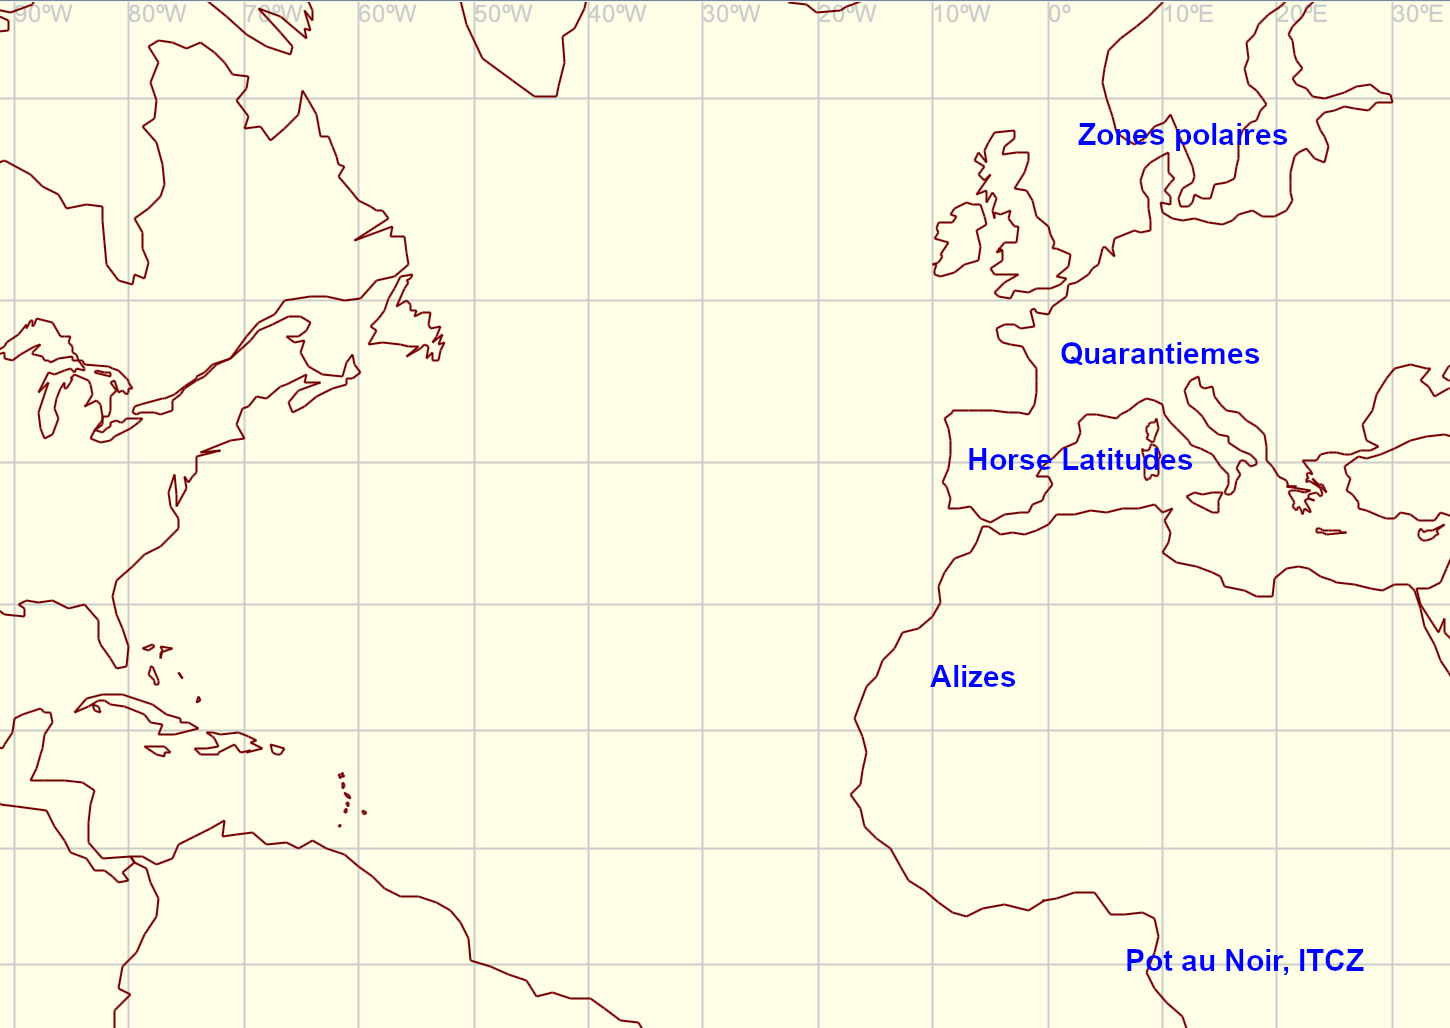 90ºW 80ºW 70ºW 60ºW 50ºW 40ºW 30ºW 20ºW 10ºW 0º 10ºE 20ºE 30ºE
Zones polaires
Quarantiemes
Horse Latitudes
Alizes
Pot au Noir, ITCZ